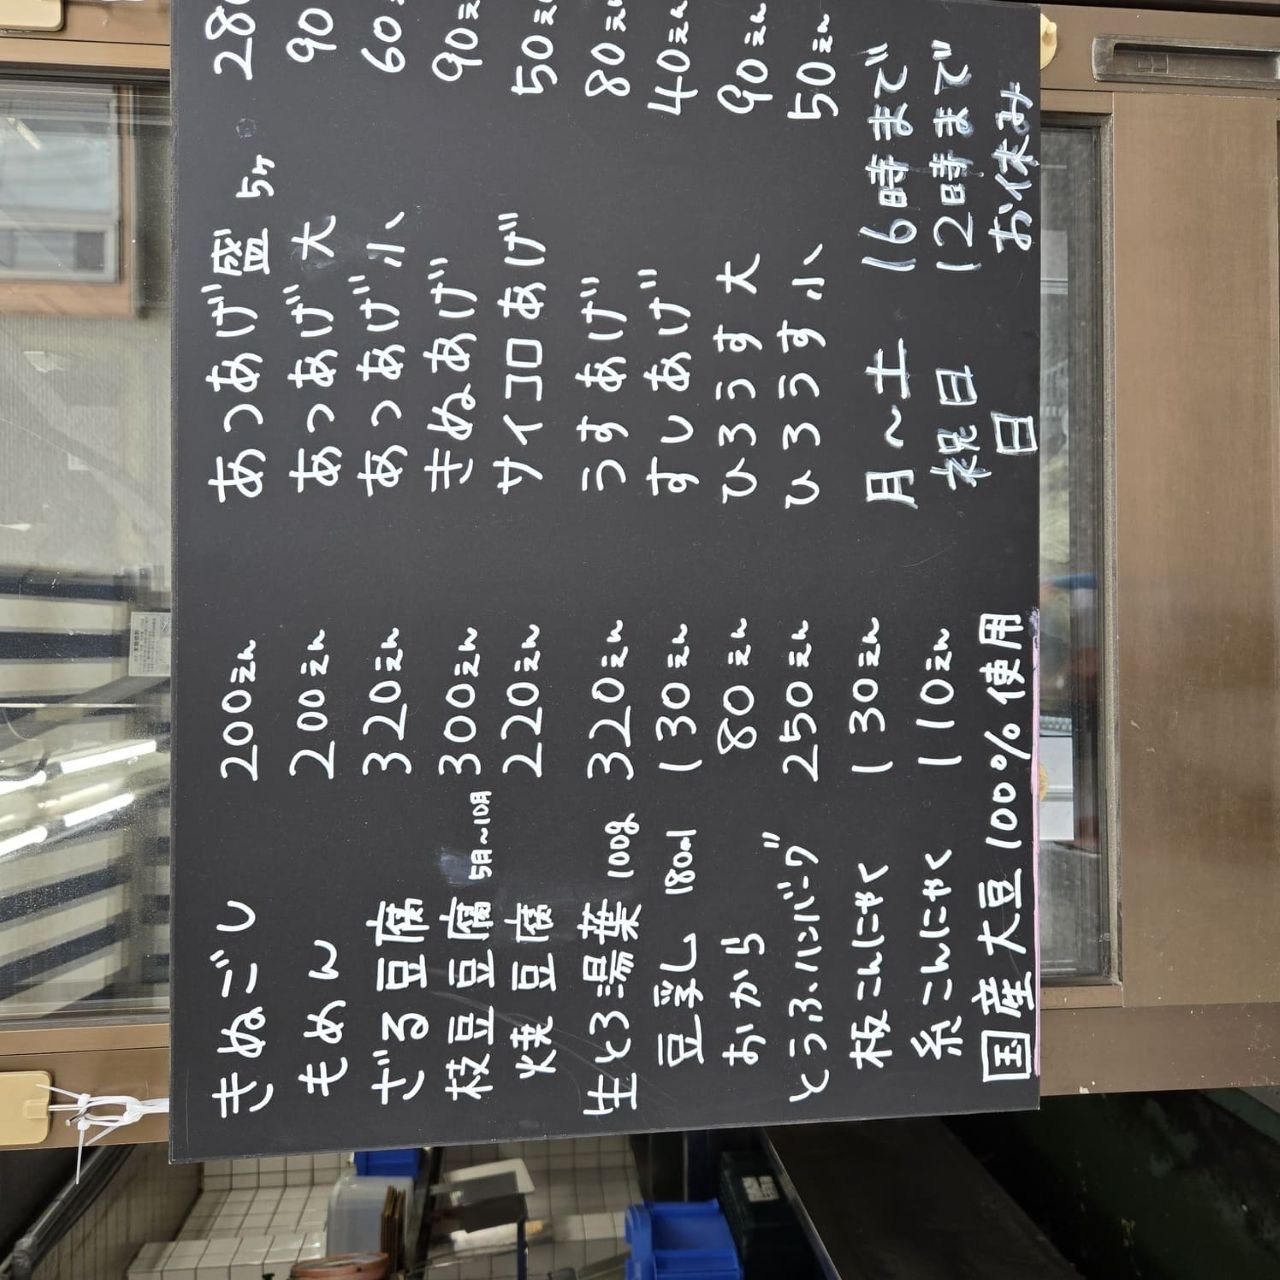 きぬごし 200えん
もめん 200えん
ざる豆腐 320えん
枝豆豆腐 5月～10月 300えん
焼豆腐 220えん
生とろ湯葉 100g 320えん
豆乳 180ml 130えん
おから 80えん
とうふハンバーグ 250えん
板こんにゃく 130えん
糸こんにゃく 110えん
国産大豆100%使用
あつあげ盛 5ヶ 28
あつあげ 大 90
あつあげ 小 60
きぬあげ 90え
サイコロあげ 50え
うすあげ 80えん
すしあげ 40えん
ひろうす 大 90えん
ひろうす 小 50えん
月～土 16時まで
祝日 12時まで
日 お休み